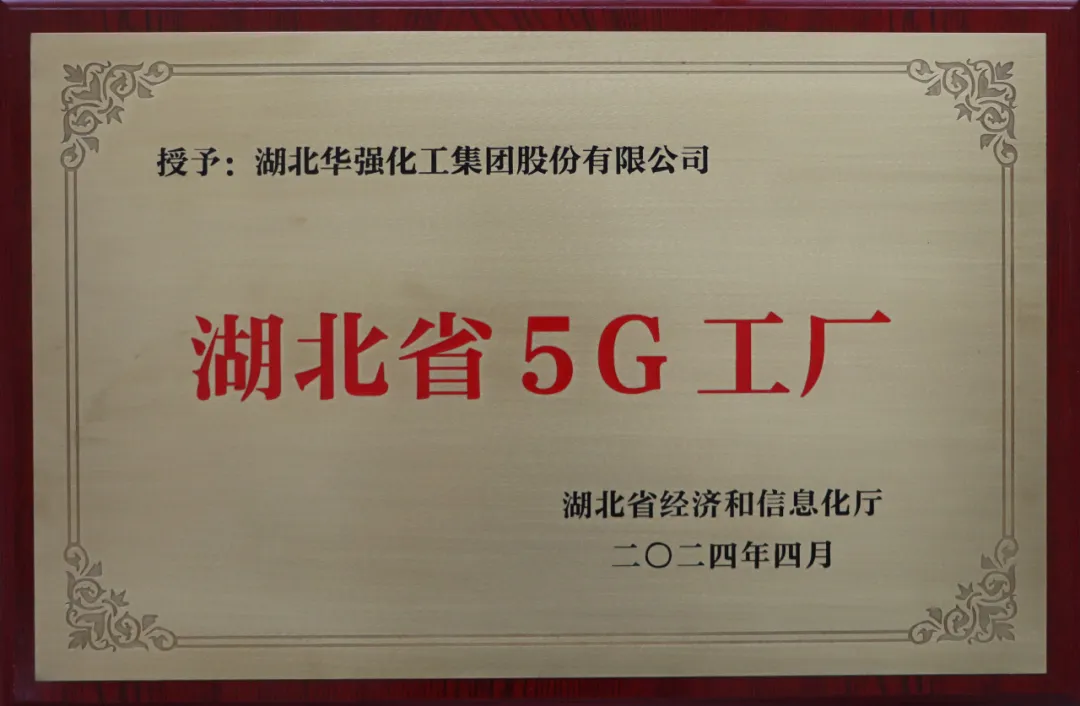 授予：湖北华强化工集团股份有限公司
湖北省5G工厂
湖北省经济和信息化厅
二〇二四年四月